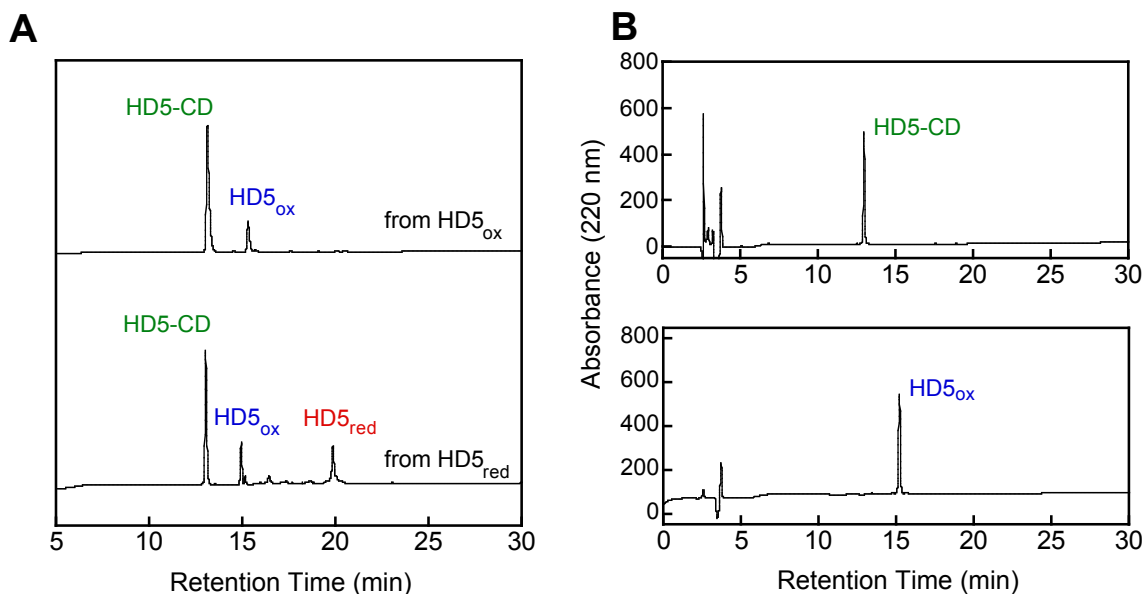 A
HD5-CD
HD5ox
from HD5ox
HD5-CD
HD5ox
HD5red
from HD5red
5 10 15 20 25 30
Retention Time (min)
B
Absorbance (220 nm)
800
600
400
200
0
HD5-CD
0 5 10 15 20 25 30
800
600
400
200
0
HD5ox
0 5 10 15 20 25 30
Retention Time (min)